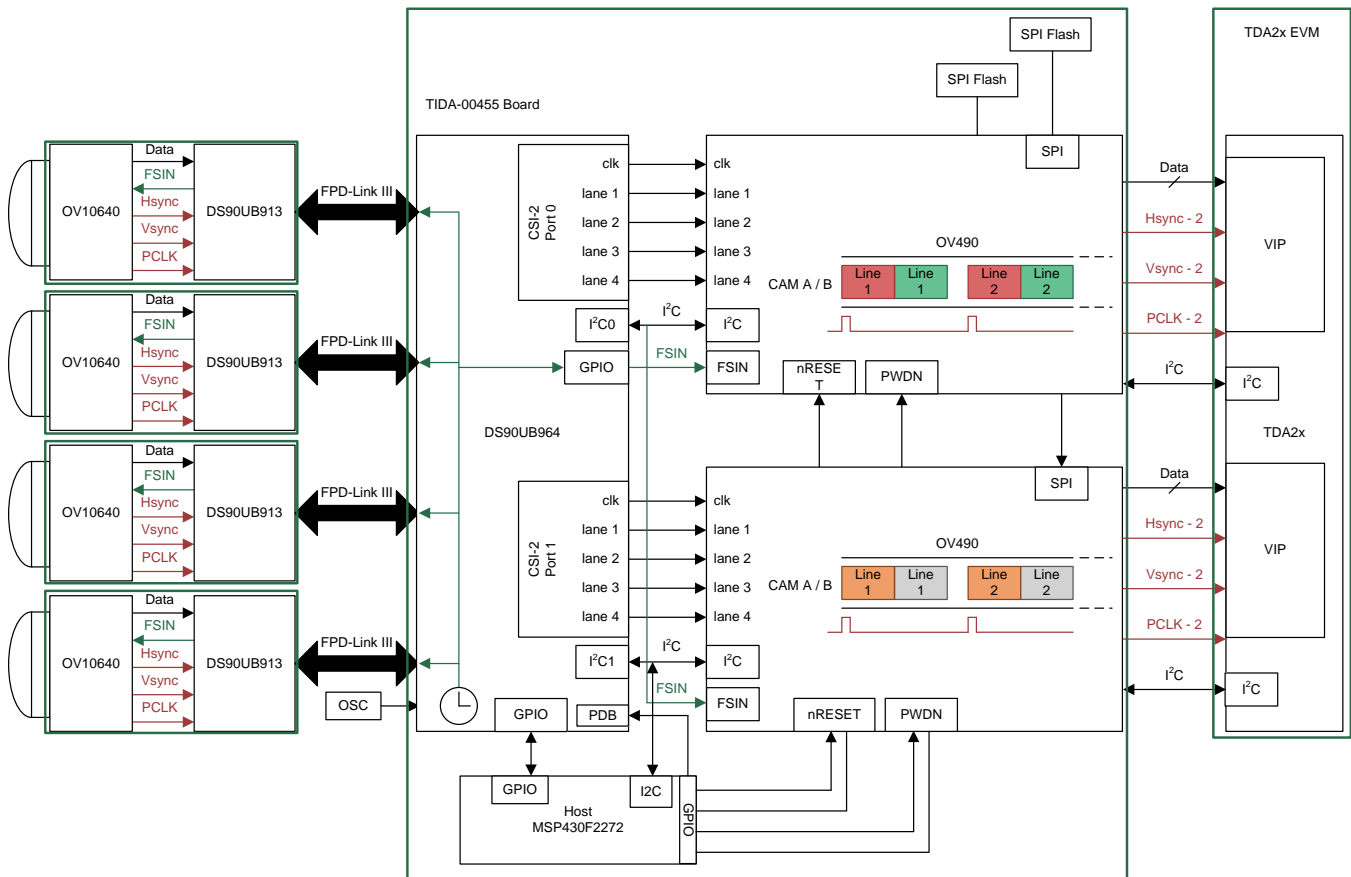 SPI Flash
SPI Flash
TDA2x EVM
TIDA-00455 Board
OV10640
Data
FSIN
Hsync
Vsync
PCLK
DS90UB913
FPD-Link III
OV10640
Data
FSIN
Hsync
Vsync
PCLK
DS90UB913
FPD-Link III
OV10640
Data
FSIN
Hsync
Vsync
PCLK
DS90UB913
FPD-Link III
OV10640
Data
FSIN
Hsync
Vsync
PCLK
DS90UB913
FPD-Link III
OSC
CSI-2
Port 0
clk
lane 1
lane 2
lane 3
lane 4
I²C0
GPIO
DS90UB964
CSI-2
Port 1
clk
lane 1
lane 2
lane 3
lane 4
I²C1
GPIO
PDB
I²C
FSIN
I²C
FSIN
clk
lane 1
lane 2
lane 3
lane 4
I²C
FSIN
SPI
OV490
CAM A / B
Line
1
Line
1
Line
2
Line
2
nRESE
T
PWDN
clk
lane 1
lane 2
lane 3
lane 4
I²C
FSIN
SPI
OV490
CAM A / B
Line
1
Line
1
Line
2
Line
2
nRESET
PWDN
GPIO
I2C
GPIO
Host
MSP430F2272
Data
Hsync - 2
Vsync - 2
PCLK - 2
I²C
VIP
I²C
TDA2x
Data
Hsync - 2
Vsync - 2
PCLK - 2
I²C
VIP
I²C